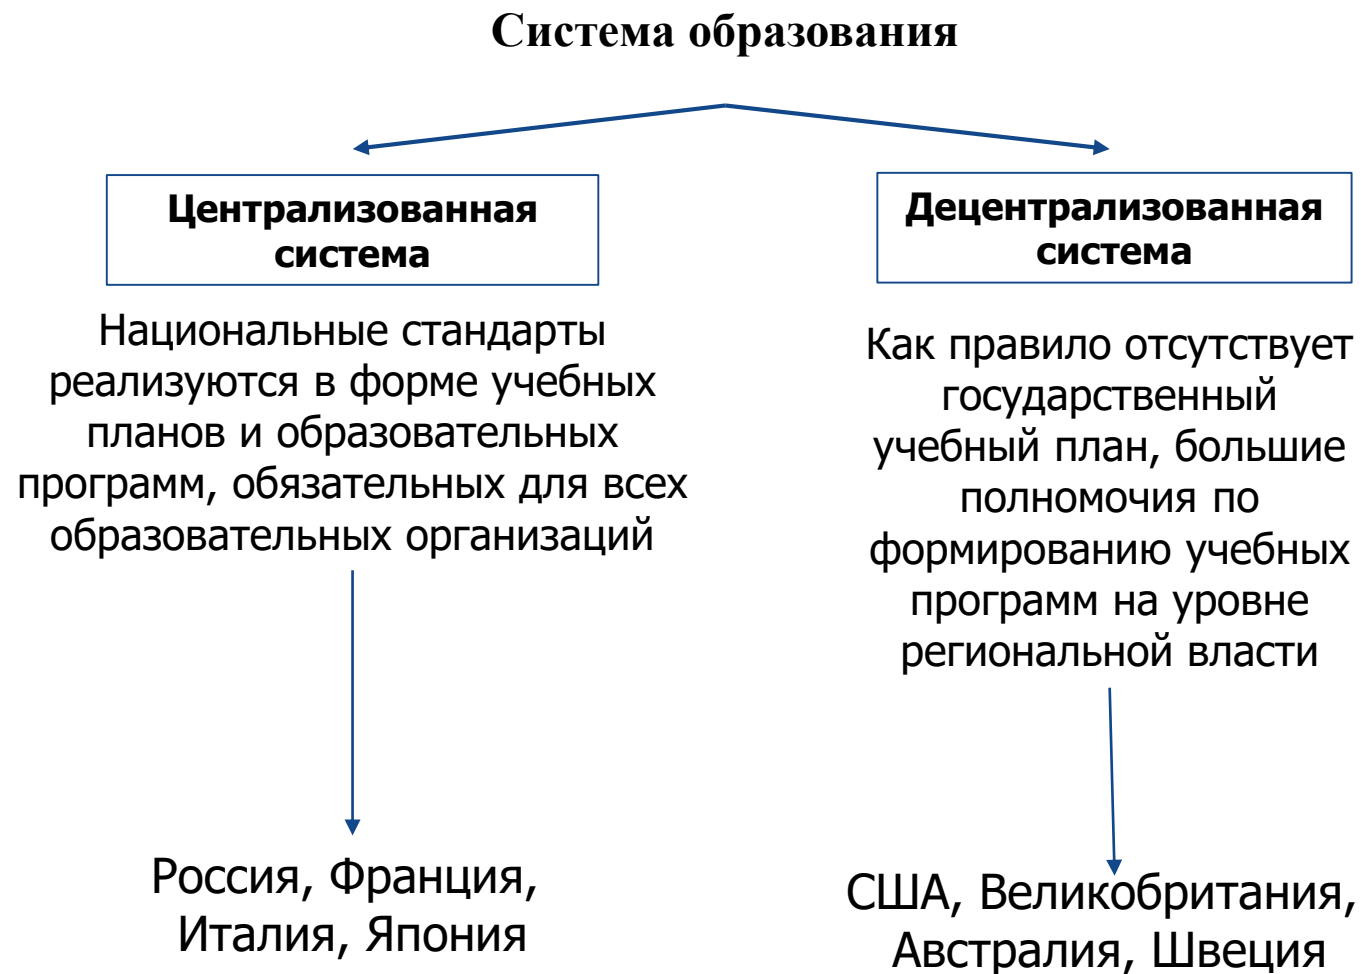 Система образования
Централизованная
система
Национальные стандарты
реализуются в форме учебных
планов и образовательных
программ, обязательных для всех
образовательных организаций
Россия, Франция,
Италия, Япония
Децентрализованная
система
Как правило отсутствует
государственный
учебный план, большие
полномочия по
формированию учебных
программ на уровне
региональной власти
США, Великобритания,
Австралия, Швеция